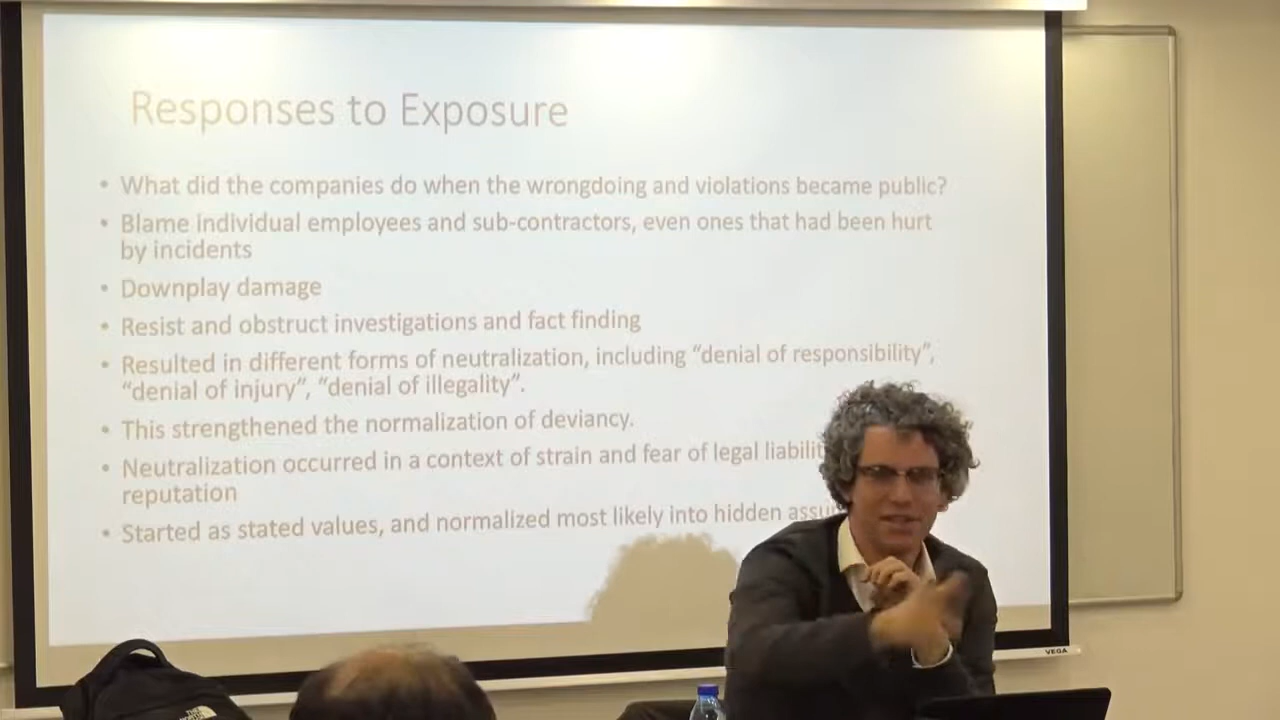 Responses to Exposure
• What did the companies do when the wrongdoing and violations became public?
• Blame individual employees and sub-contractors, even ones that had been hurt
by incidents
• Downplay damage
• Resist and obstruct investigations and fact finding
• Resulted in different forms of neutralization, including “denial of responsibility”,
“denial of injury”, “denial of illegality”.
• This strengthened the normalization of deviancy.
• Neutralization occurred in a context of strain and fear of legal
reputation
• Started as stated values, and normalized most likely into hidden
VEGA